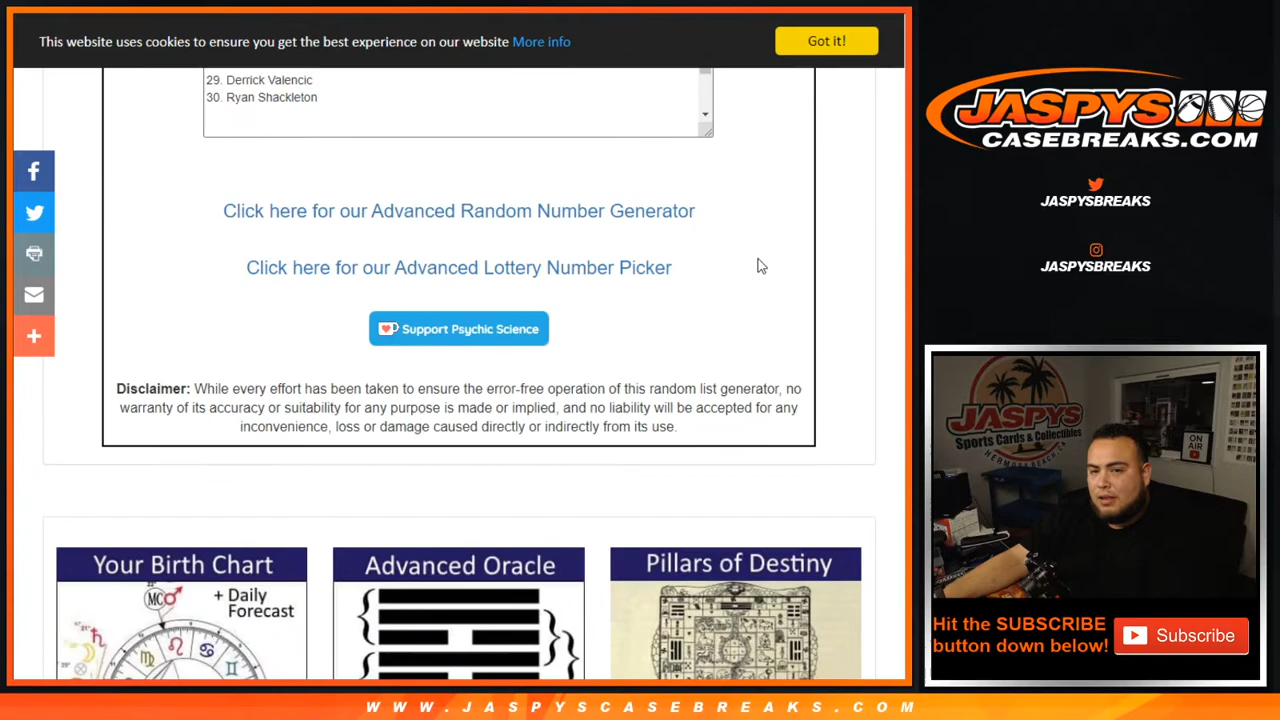 This website uses cookies to ensure you get the best experience on our website More info
Got it!
29. Derrick Valencic
30. Ryan Shackleton
Click here for our Advanced Random Number Generator
Click here for our Advanced Lottery Number Picker
Support Psychic Science
Disclaimer: While every effort has been taken to ensure the error-free operation of this random list generator, no
warranty of its accuracy or suitability for any purpose is made or implied, and no liability will be accepted for any
inconvenience, loss or damage caused directly or indirectly from its use.
Your Birth Chart
+ Daily
Forecast
MC
Advanced Oracle
Pillars of Destiny
JASPYS
CASEBREAKS.COM
JASPYSBREAKS
JASPYSBREAKS
JASPYS
Sports Cards & Collectibles
HERMOSA BEACH, CA
ON AIR
Hit the SUBSCRIBE
button down below!
Subscribe
WWW.JASPYSCASEBREAKS.COM